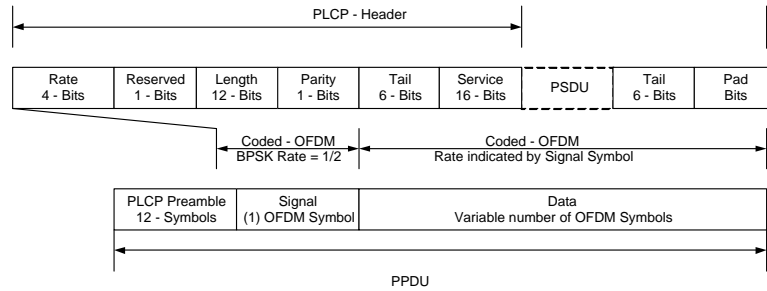 PLCP - Header
Rate
4 - Bits
Reserved
1 - Bits
Length
12 - Bits
Parity
1 - Bits
Tail
6 - Bits
Service
16 - Bits
PSDU
Tail
6 - Bits
Pad
Bits
Coded - OFDM
BPSK Rate = 1/2
Coded - OFDM
Rate indicated by Signal Symbol
PLCP Preamble
12 - Symbols
Signal
(1) OFDM Symbol
Data
Variable number of OFDM Symbols
PPDU